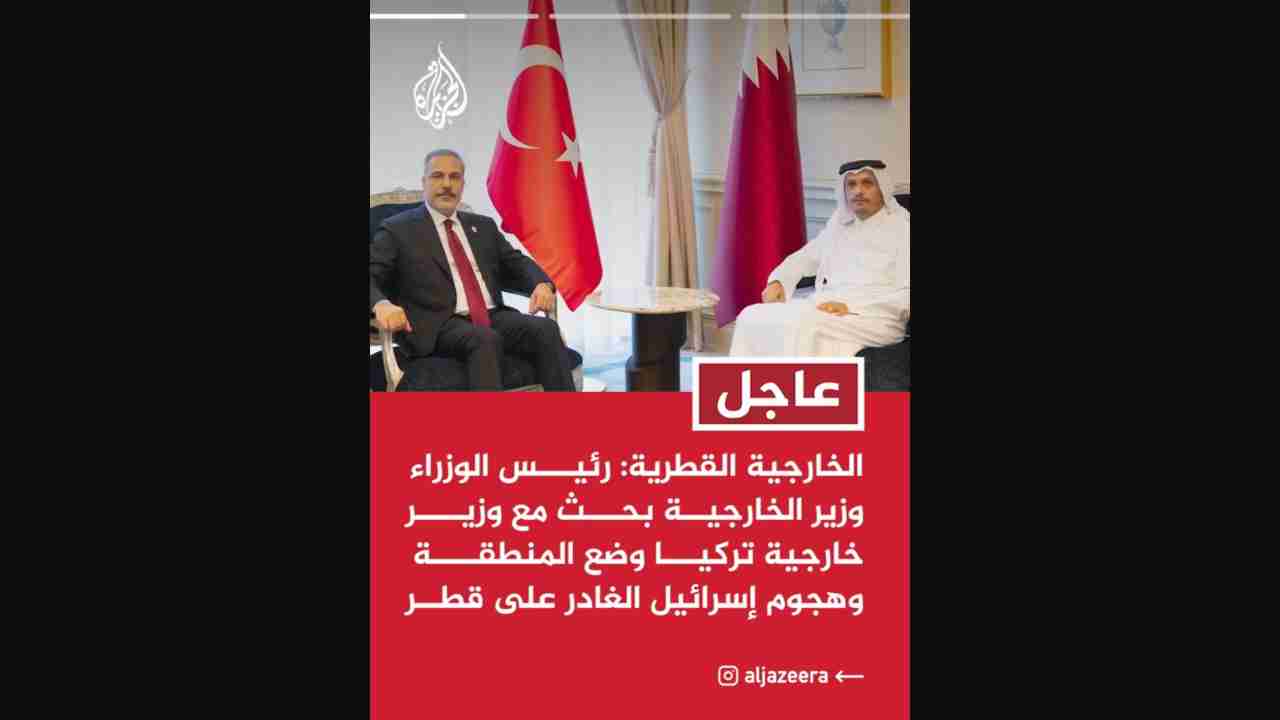 الجزيرة
عاجل
الخارجية القطرية: رئيس الوزراء
وزير الخارجية بحث مع وزير
خارجية تركيا وضع المنطقة
وهجوم إسرائيل الغادر على قطر
aljazeera